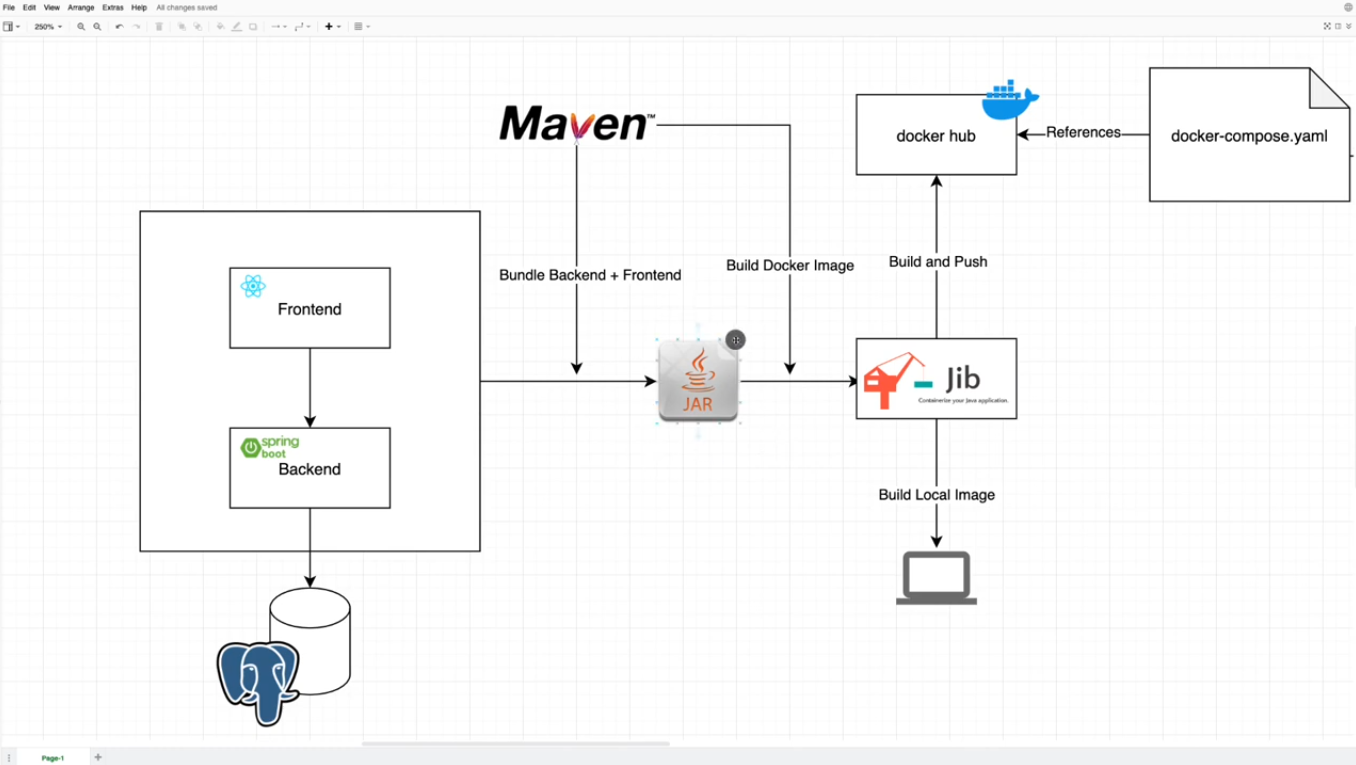 File Edit View Arrange Extras Help All changes saved
250%
Maven™
docker hub
References
docker-compose.yaml
Bundle Backend + Frontend
Build Docker Image
Build and Push
Frontend
JAR
Jib
Containerize your Java application.
spring
boot
Backend
Build Local Image
Page-1